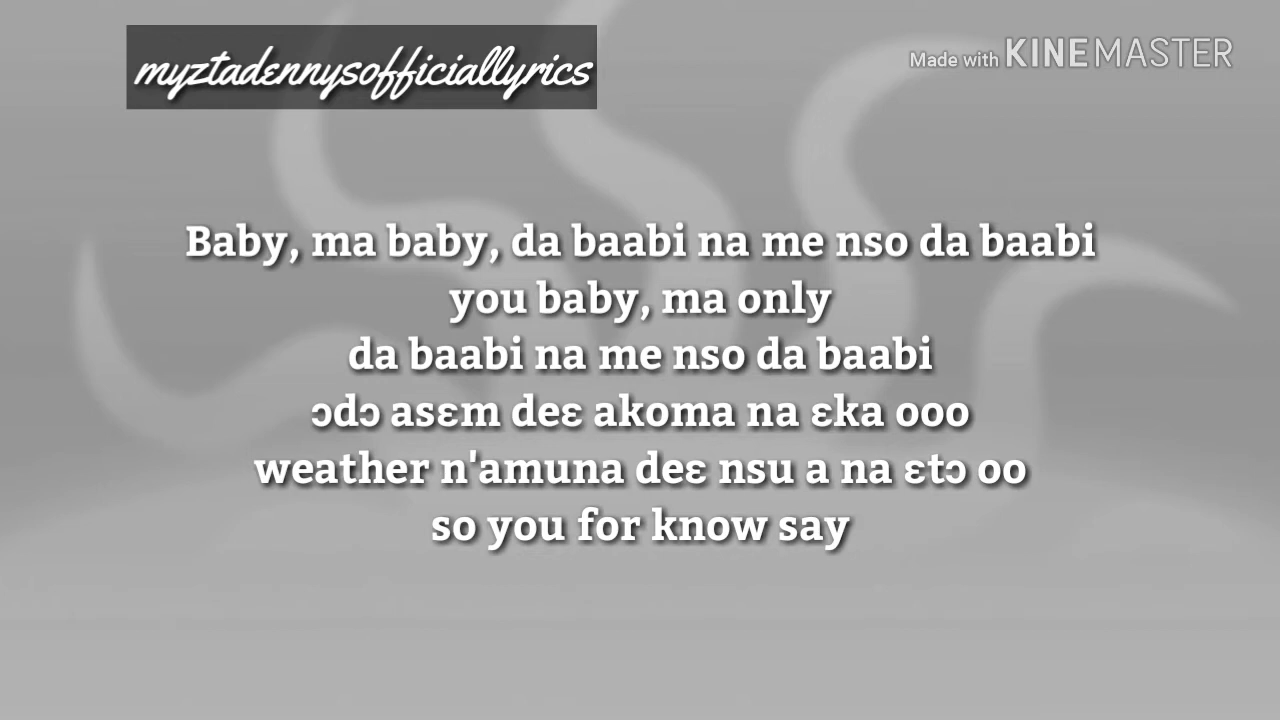 myztadennysofficiallyrics
Made with KINEMASTER
Baby, ma baby, da baabi na me nso da baabi
you baby, ma only
da baabi na me nso da baabi
ɔdɔ asɛm deɛ akoma na ɛka ooo
weather n'amuna deɛ nsu a na ɛtɔ oo
so you for know say